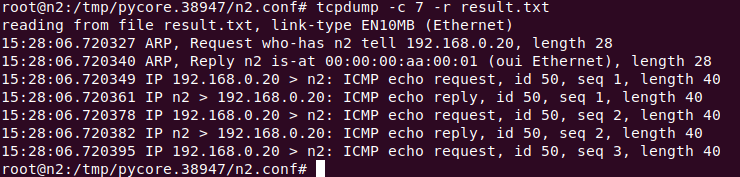 root@n2:/tmp/pycore.38947/n2.conf# tcpdump -c 7 -r result.txt
reading from file result.txt, link-type EN10MB (Ethernet)
15:28:06.720327 ARP, Request who-has n2 tell 192.168.0.20, length 28
15:28:06.720340 ARP, Reply n2 is-at 00:00:00:aa:00:01 (oui Ethernet), length 28
15:28:06.720349 IP 192.168.0.20 > n2: ICMP echo request, id 50, seq 1, length 40
15:28:06.720361 IP n2 > 192.168.0.20: ICMP echo reply, id 50, seq 1, length 40
15:28:06.720378 IP 192.168.0.20 > n2: ICMP echo request, id 50, seq 2, length 40
15:28:06.720382 IP n2 > 192.168.0.20: ICMP echo reply, id 50, seq 2, length 40
15:28:06.720395 IP 192.168.0.20 > n2: ICMP echo request, id 50, seq 3, length 40
root@n2:/tmp/pycore.38947/n2.conf#